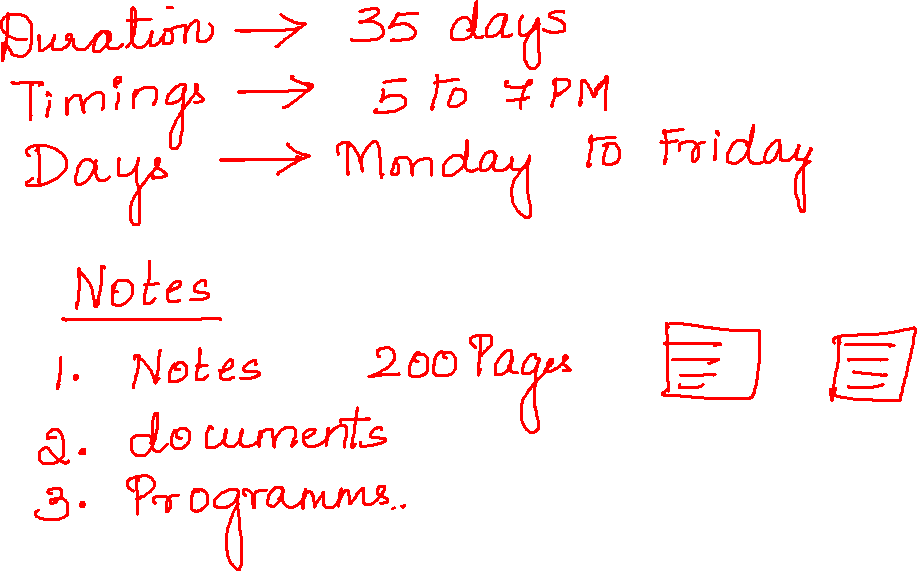 Duration → 35 days
Timings → 5 to 7 PM
Days → Monday to Friday
Notes
1. Notes 200 Pages
2. documents
3. Programms..